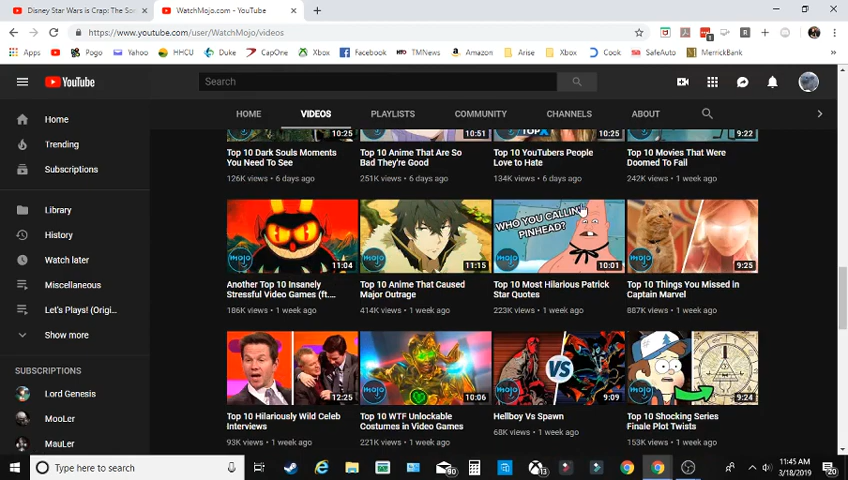 Disney Star Wars is Crap: The So
WatchMojo.com - YouTube
https://www.youtube.com/user/WatchMojo/videos
Apps
Pogo
Yahoo
HHCU
Duke
CapOne
Xbox
Facebook
TMNews
Amazon
Arise
Xbox
Cook
SafeAuto
MerrickBank
YouTube
Search
HOME
VIDEOS
PLAYLISTS
COMMUNITY
CHANNELS
ABOUT
Home
Trending
Subscriptions
Library
History
Watch later
Miscellaneous
Let's Plays! (Origi...
Show more
SUBSCRIPTIONS
Lord Genesis
MooLer
MauLer
10:25
10:51
TOPX
10:25
9:22
Top 10 Dark Souls Moments You Need To See
126K views • 6 days ago
Top 10 Anime That Are So Bad They're Good
251K views • 6 days ago
Top 10 YouTubers People Love to Hate
134K views • 6 days ago
Top 10 Movies That Were Doomed To Fail
242K views • 1 week ago
mojo
11:04
mojo
11:15
WHO YOU CALLIN' PINHEAD?
mojo
10:01
mojo
9:25
Another Top 10 Insanely Stressful Video Games (ft....
186K views • 1 week ago
Top 10 Anime That Caused Major Outrage
414K views • 1 week ago
Top 10 Most Hilarious Patrick Star Quotes
223K views • 1 week ago
Top 10 Things You Missed in Captain Marvel
887K views • 1 week ago
mojo
12:25
mojo
10:06
VS
mojo
9:09
mojo
9:24
Top 10 Hilariously Wild Celeb Interviews
93K views • 1 week ago
Top 10 WTF Unlockable Costumes in Video Games
221K views • 1 week ago
Hellboy Vs Spawn
68K views • 1 week ago
Top 10 Shocking Series Finale Plot Twists
153K views • 1 week ago
Type here to search
90
13
11:45 AM
3/18/2019
20